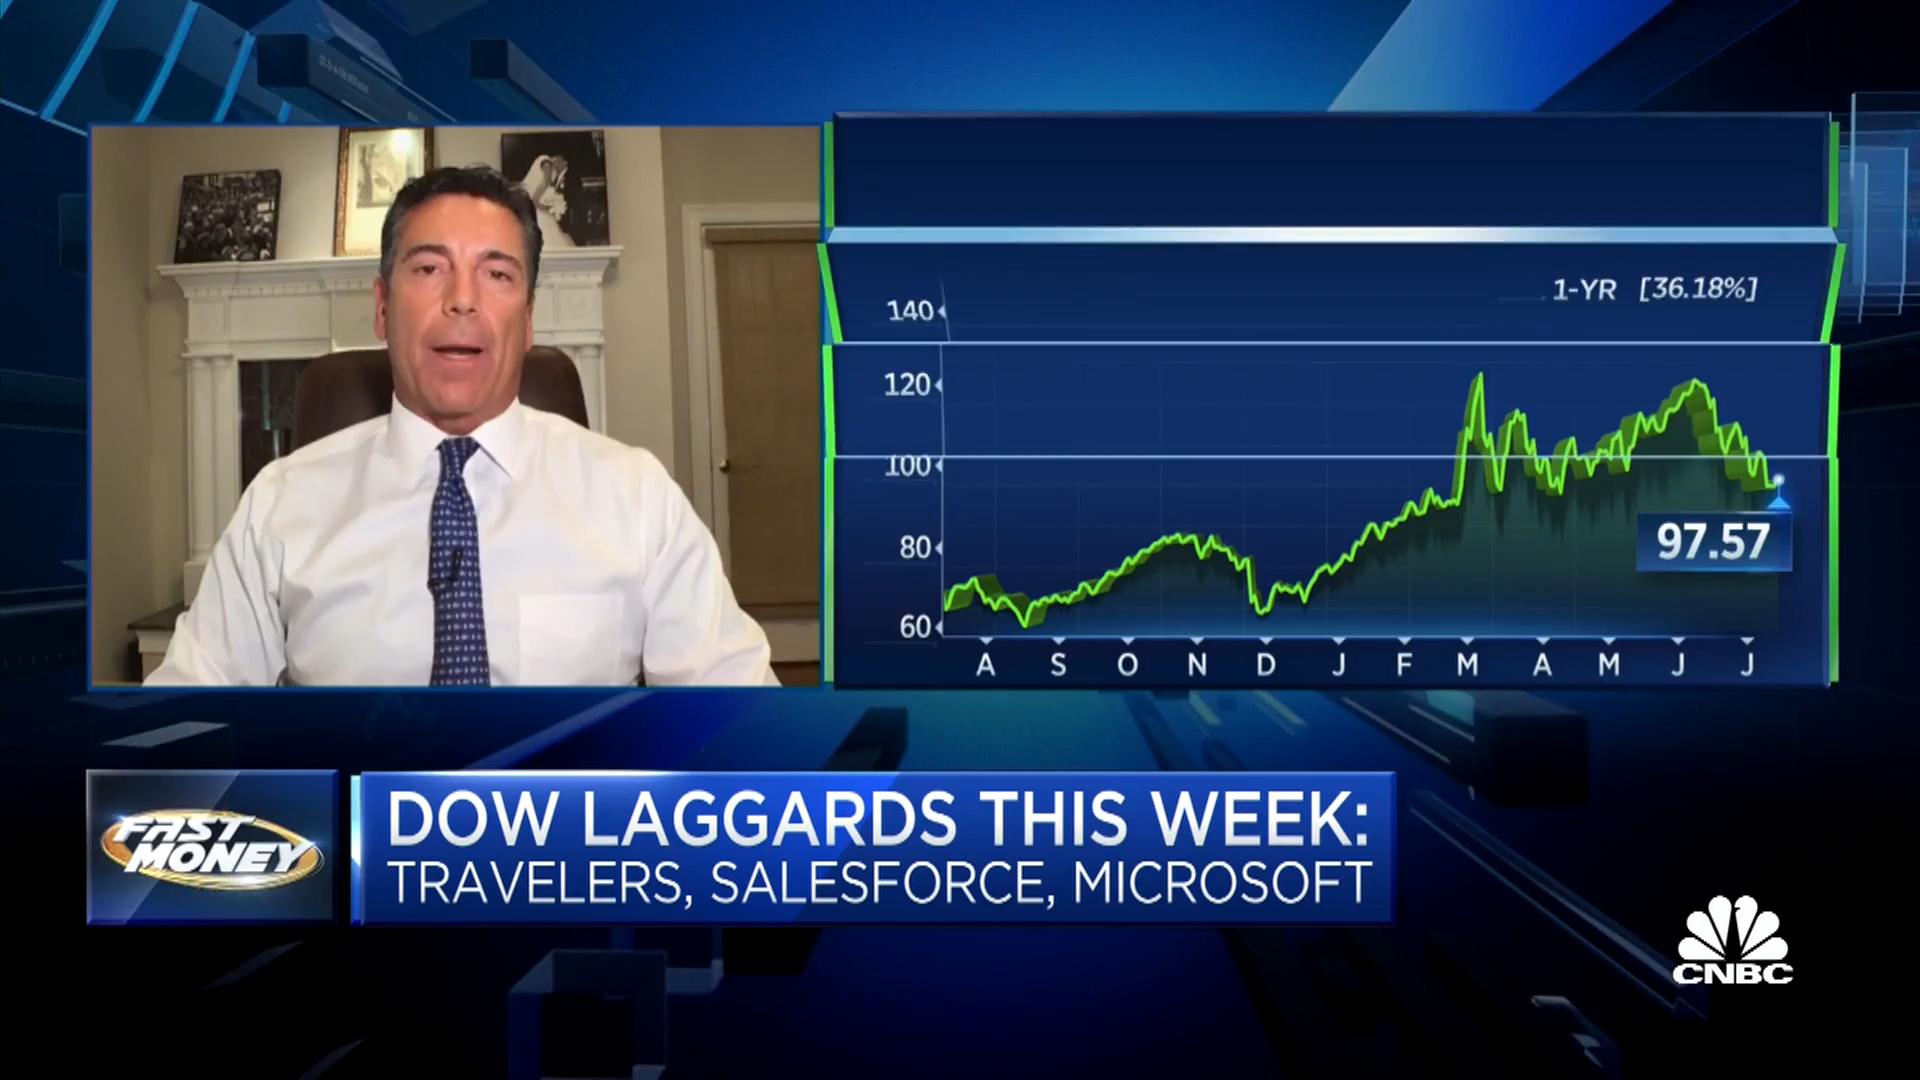 1-YR [36.18%]
140
120
100
80
60
97.57
A S O N D J F M A M J J
FAST
MONEY
DOW LAGGARDS THIS WEEK:
TRAVELERS, SALESFORCE, MICROSOFT
CNBC